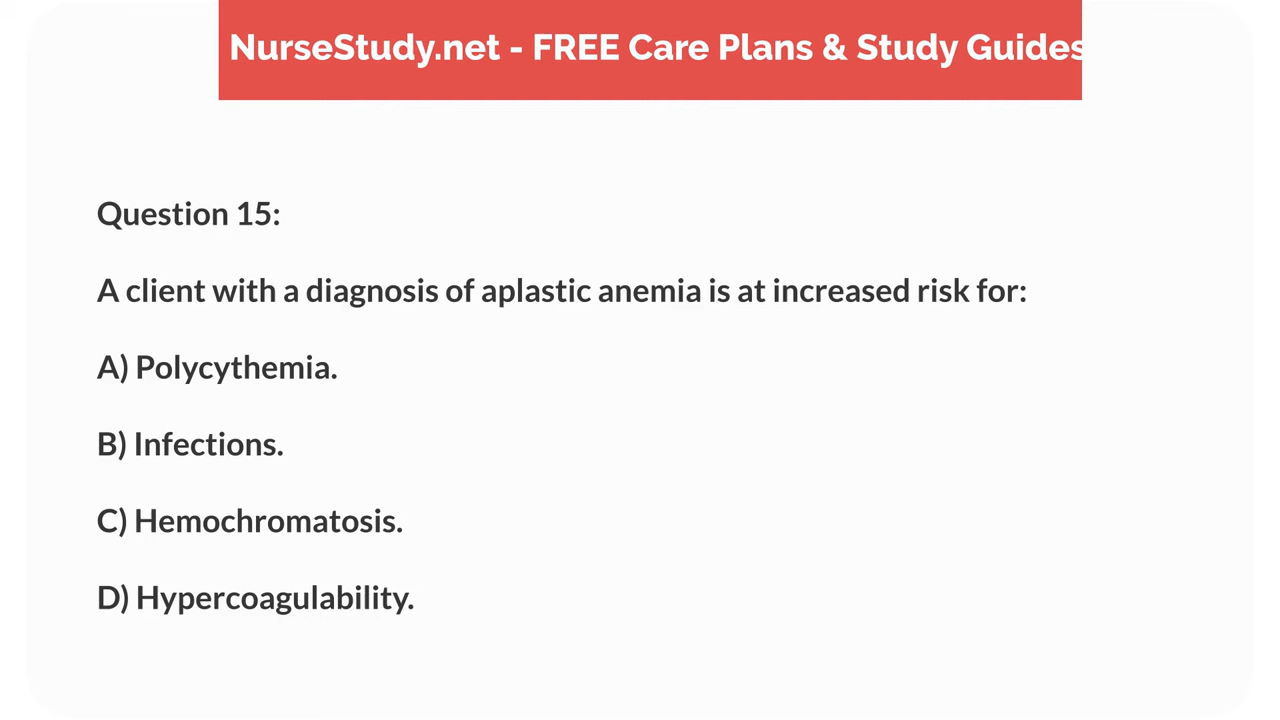 NurseStudy.net - FREE Care Plans & Study Guides
Question 15:
A client with a diagnosis of aplastic anemia is at increased risk for:
A) Polycythemia.
B) Infections.
C) Hemochromatosis.
D) Hypercoagulability.